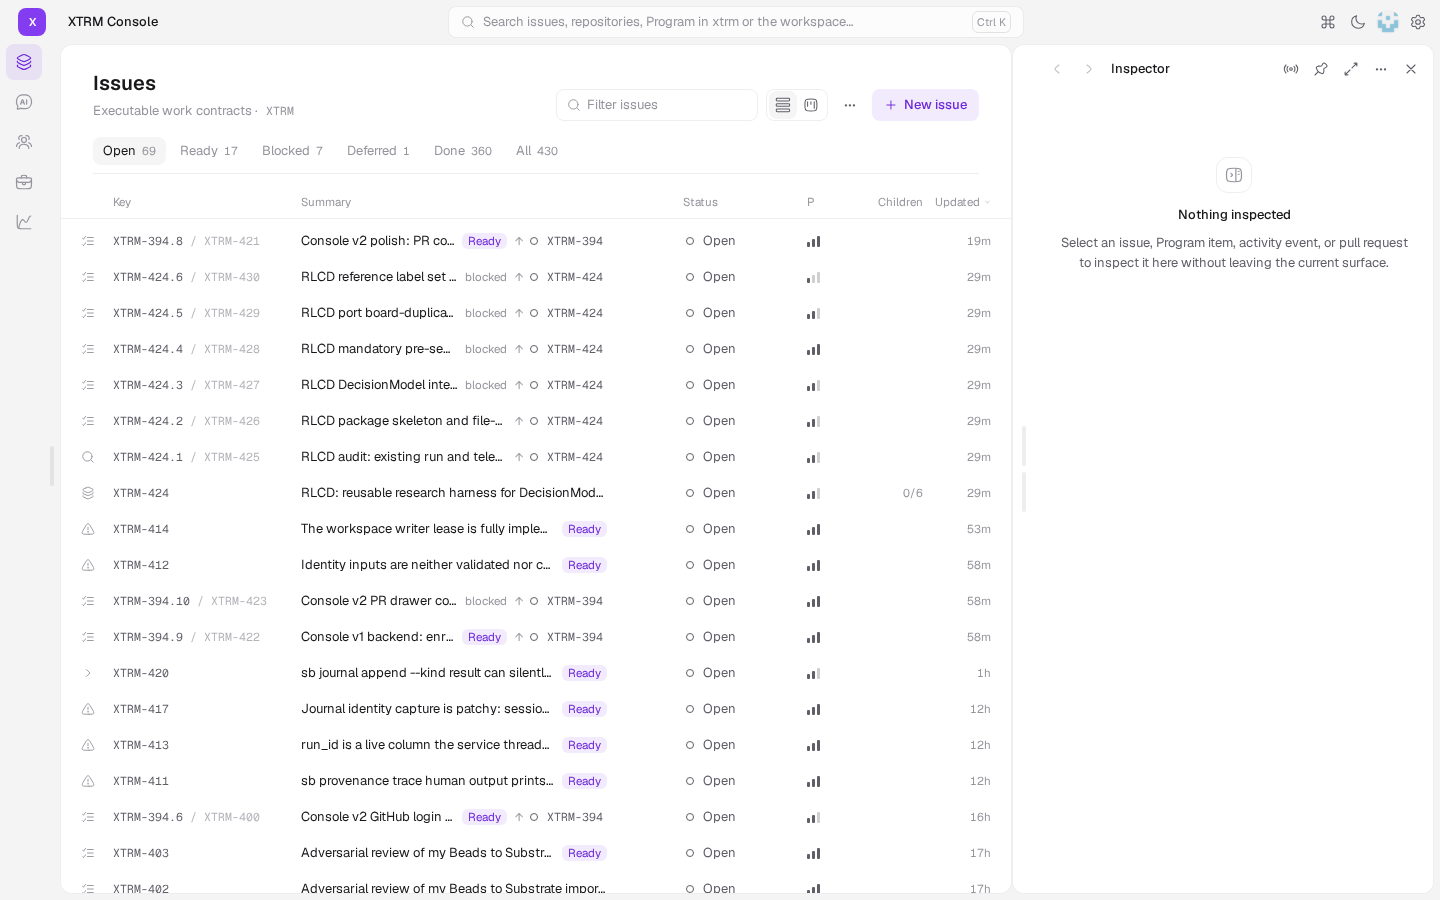 X XTRM Console Search issues, repositories, Program in xtrm or the workspace... Ctrl K
Issues
Executable work contracts · XTRM
Filter issues
New issue
Open 69 Ready 17 Blocked 7 Deferred 1 Done 360 All 430
Key Summary Status P Children Updated
XTRM-394.8 / XTRM-421 Console v2 polish: PR co... Ready ↑ XTRM-394 Open 19m
XTRM-424.6 / XTRM-430 RLCD reference label set ... blocked ↑ XTRM-424 Open 29m
XTRM-424.5 / XTRM-429 RLCD port board-duplica... blocked ↑ XTRM-424 Open 29m
XTRM-424.4 / XTRM-428 RLCD mandatory pre-se... blocked ↑ XTRM-424 Open 29m
XTRM-424.3 / XTRM-427 RLCD DecisionModel inte... blocked ↑ XTRM-424 Open 29m
XTRM-424.2 / XTRM-426 RLCD package skeleton and file-... ↑ XTRM-424 Open 29m
XTRM-424.1 / XTRM-425 RLCD audit: existing run and tele... ↑ XTRM-424 Open 29m
XTRM-424 RLCD: reusable research harness for DecisionMod... Open 0/6 29m
XTRM-414 The workspace writer lease is fully imple... Ready Open 53m
XTRM-412 Identity inputs are neither validated nor c... Ready Open 58m
XTRM-394.10 / XTRM-423 Console v2 PR drawer co... blocked ↑ XTRM-394 Open 58m
XTRM-394.9 / XTRM-422 Console v1 backend: enr... Ready ↑ XTRM-394 Open 58m
XTRM-420 sb journal append --kind result can silentl... Ready Open 1h
XTRM-417 Journal identity capture is patchy: sessio... Ready Open 12h
XTRM-413 run_id is a live column the service thread... Ready Open 12h
XTRM-411 sb provenance trace human output prints... Ready Open 12h
XTRM-394.6 / XTRM-400 Console v2 GitHub login ... Ready ↑ XTRM-394 Open 16h
XTRM-403 Adversarial review of my Beads to Substr... Ready Open 17h
XTRM-402 Adversarial review of my Beads to Substrate impor... Open 17h
Inspector
Nothing inspected
Select an issue, Program item, activity event, or pull request
to inspect it here without leaving the current surface.